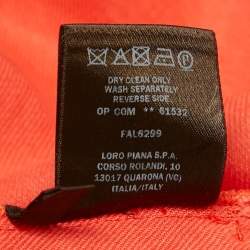 DRY CLEAN ONLY
WASH SEPARATELY
REVERSE SIDE.
OP COM ** 61532
FAL6299
LORO PIANA S.P.A.
CORSO ROLANDI, 10
13017 QUARONA (VC)
ITALIA/ITALY